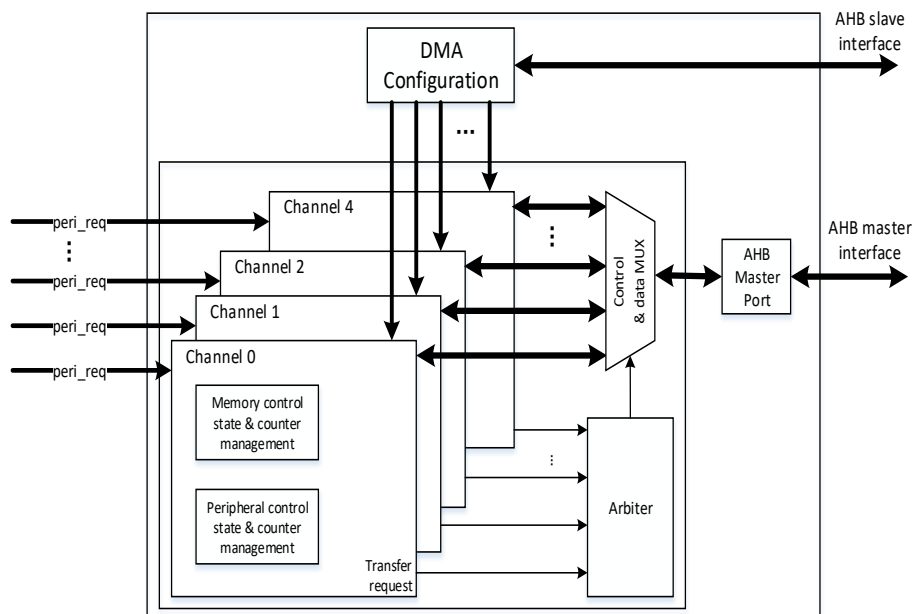 AHB slave
interface
DMA
Configuration
...
Channel 4
peri_req
...
...
Channel 2
peri_req
Channel 1
peri_req
Channel 0
peri_req
Control
& data MUX
AHB
Master
Port
AHB master
interface
Memory control
state & counter
management
...
Peripheral control
state & counter
management
Arbiter
Transfer
request